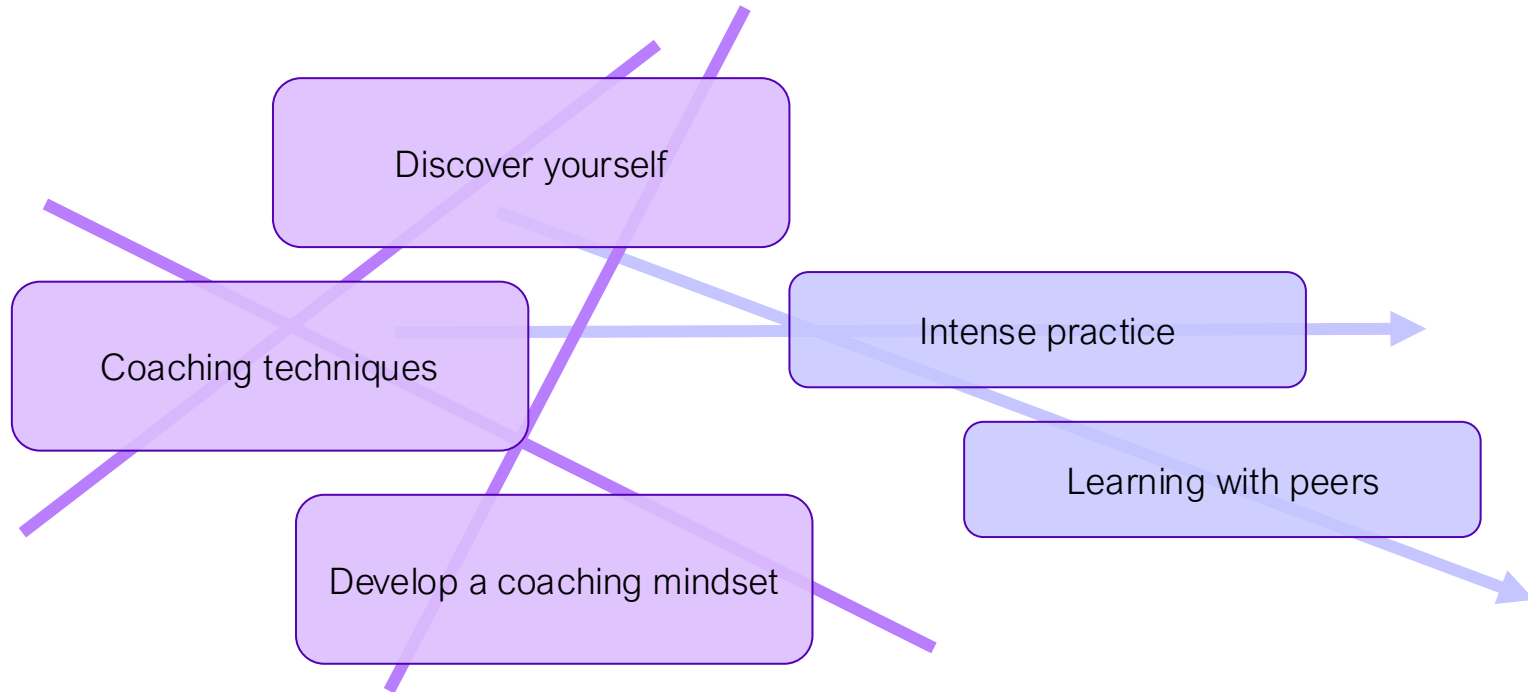 Discover yourself
Intense practice
Coaching techniques
Learning with peers
Develop a coaching mindset